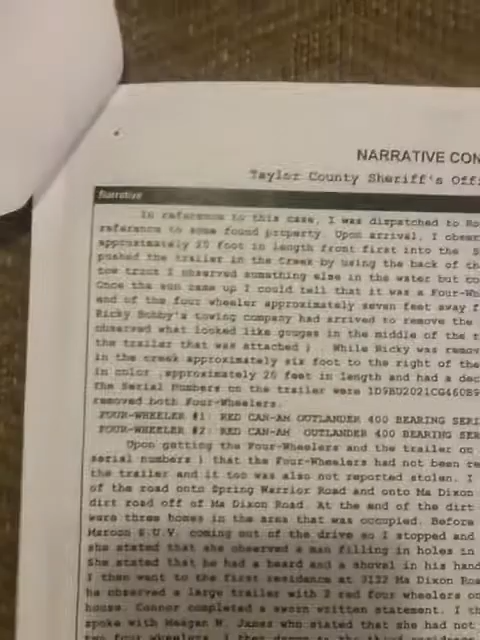 NARRATIVE CON
Taylor County Sheriff's Offi
Narrative
In reference to this case, I was dispatched to
reference to some found property. Upon arrival, I obser
approximately 20 foot in length front first into the
pushed the trailer in the Creek by using the back of th
tow truck I observed something else in the water but co
Once the sun came up I could tell that it was a Four-Wh
end of the four wheeler approximately seven feet away f
Ricky Bobby's towing company had arrived to remove the
observed what looked like gouges in the middle of the t
the trailer that was attached ). While Ricky was remov
in the creek approximately six foot to the right of the
in color, approximately 20 feet in length and had a dec
The Serial Numbers on the trailer were
removed both Four-Wheelers.
FOUR-WHEELER #1: RED CAN-AM OUTLANDER 400 BEARING SERI
FOUR-WHEELER #2: RED CAN-AM OUTLANDER 400 BEARING SER
Upon getting the Four-Wheelers and the trailer ou
serial numbers ) that the Four-Wheelers had not been re
the trailer and it too was also not reported stolen. I
of the road onto Spring Warrior Road and onto Ma Dixon
dirt road off of Ma Dixon Road. At the end of the dirt
were three homes in the area that was occupied. Before
Maroon S.U.V. coming out of the drive so I stopped and
she stated that she observed a man filling in holes in
She stated that he had a beard and a shovel in his hand
I then went to the first residence at 3122 Ma Dixon Roa
he observed a large trailer with 2 red four wheelers on
house. Connor completed a sworn written statement. I th
spoke with Meagan N. James who stated that she had not
two four wheelers. I then